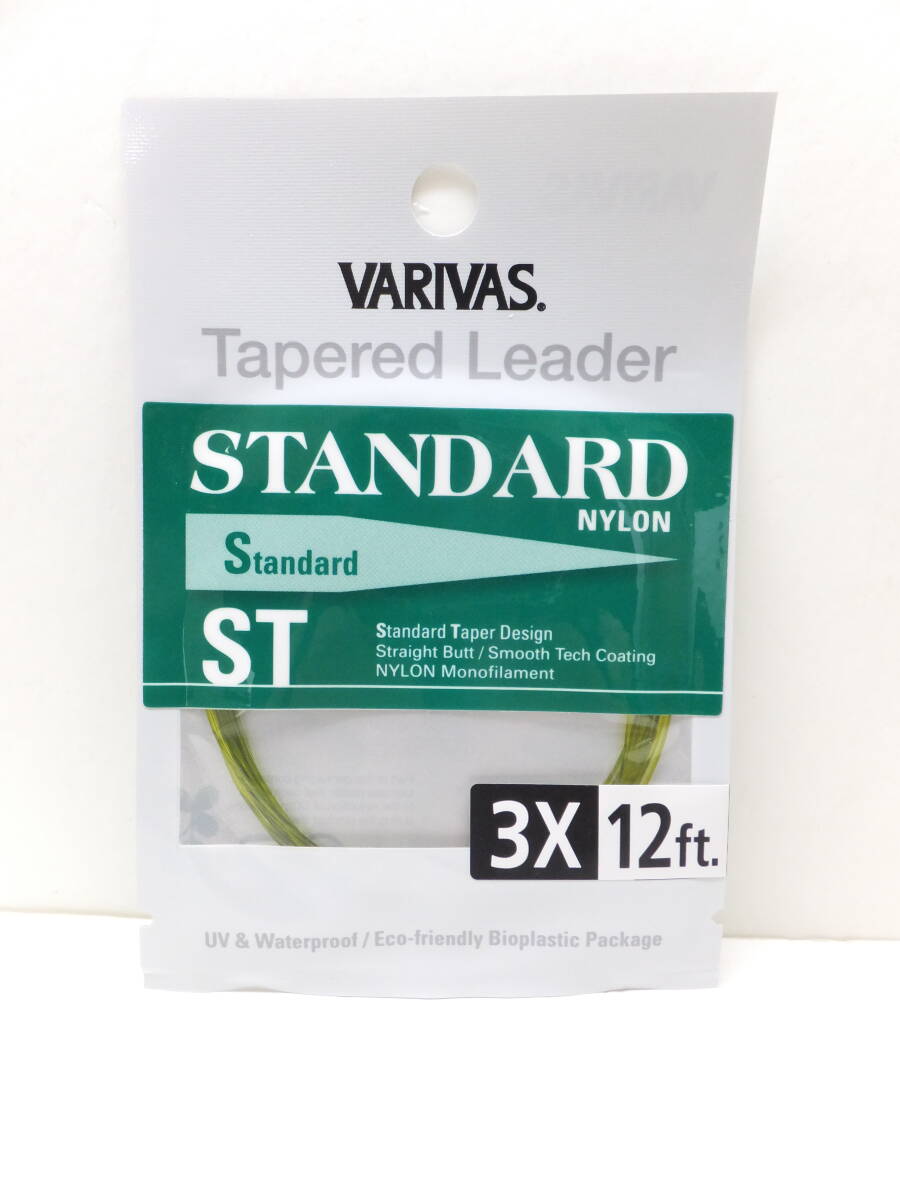 VARIVAS.
Tapered Leader
STANDARD
NYLON
Standard
ST
Standard Taper Design
Straight Butt / Smooth Tech Coating
NYLON Monofilament
3X 12ft.
UV & Waterproof / Eco-friendly Bioplastic Package